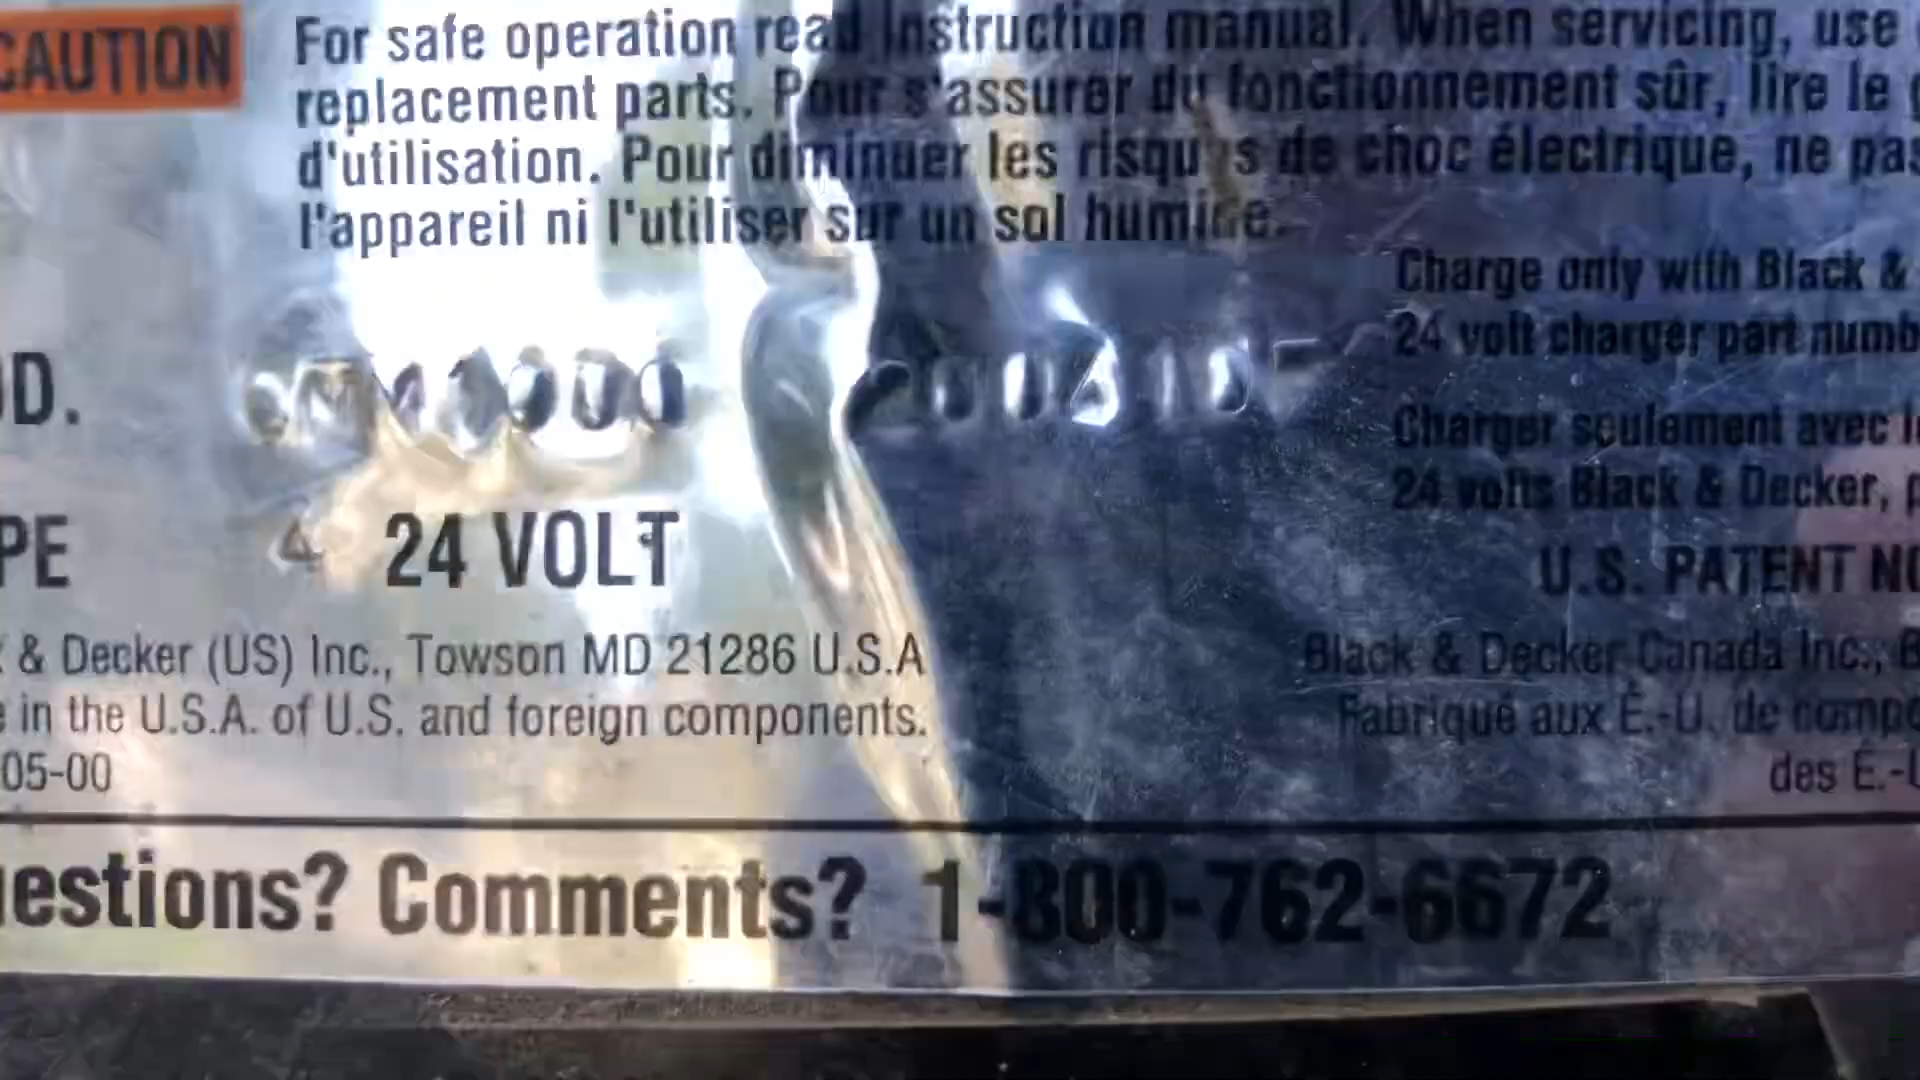 CAUTION
For safe operation read instruction manual. When servicing, use
replacement parts. Pour s'assurer du fonctionnement sûr, lire le
d'utilisation. Pour diminuer les risques de choc électrique, ne pas
l'appareil ni l'utiliser sur un sol humide.
Charge only with Black &
24 volt charger part numb
OD.
Charger seulement avec
24 volts Black & Decker,
PE 4 24 VOLT
U.S. PATENT NO
& Decker (US) Inc., Towson MD 21286 U.S.A
Black & Decker Canada Inc., B
in the U.S.A. of U.S. and foreign components.
Fabriqué aux É.-U. de compo
05-00
des É.-U
uestions? Comments? 1-800-762-6672